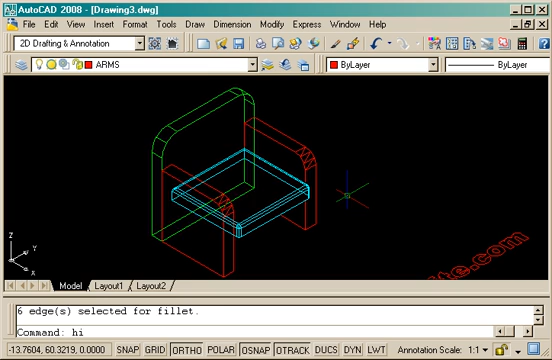 AutoCAD 2008 - [Drawing3.dwg]
File Edit View Insert Format Tools Draw Dimension Modify Express Window Help
2D Drafting & Annotation
ARMS ByLayer ByLayer
Z
Y
X
te.com
Model Layout1 Layout2
6 edge(s) selected for fillet.
Command: hi
-13.7604, 60.3219, 0.0000 SNAP GRID ORTHO POLAR OSNAP OTRACK DUCS DYN LWT Annotation Scale: 1:1